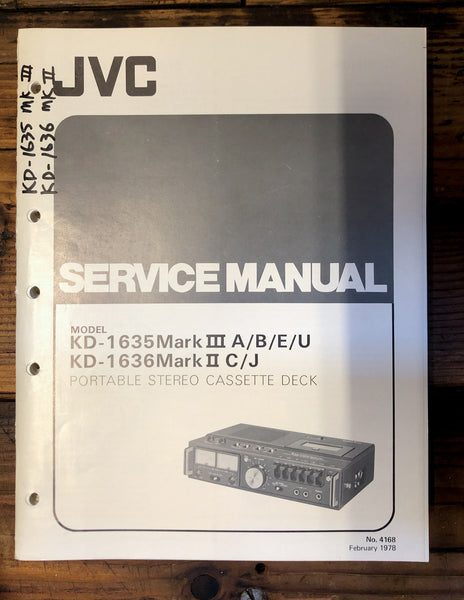 KD-1635 MK III
KD-1636 MK II
JVC
SERVICE MANUAL
MODEL
KD-1635Mark III A/B/E/U
KD-1636Mark II C/J
PORTABLE STEREO CASSETTE DECK
No. 4168
February 1978